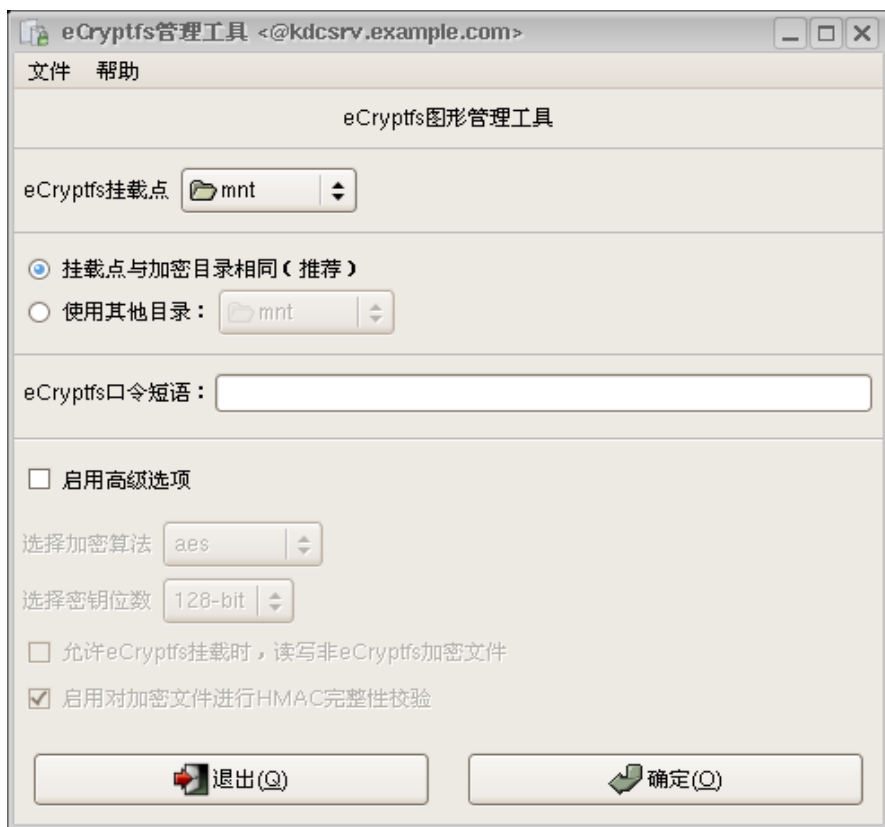 eCryptfs管理工具 <@kdcsrv.example.com>
文件 帮助
eCryptfs图形管理工具
eCryptfs挂载点 mnt
挂载点与加密目录相同（推荐）
使用其他目录： mnt
eCryptfs口令短语：
启用高级选项
选择加密算法 aes
选择密钥位数 128-bit
允许eCryptfs挂载时，读写非eCryptfs加密文件
启用对加密文件进行HMAC完整性校验
退出(Q) 确定(O)